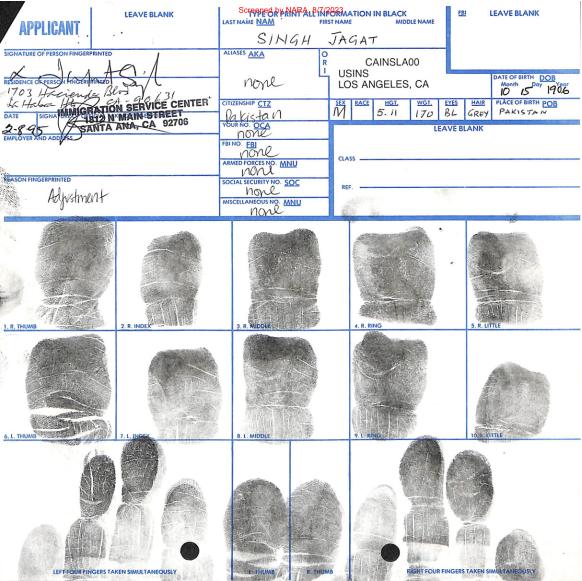 Screened by NARA, 8/7/2023
APPLICANT
LEAVE BLANK
TYPE OR PRINT ALL INFORMATION IN BLACK
LAST NAME NAM FIRST NAME MIDDLE NAME
SINGH JAGAT
FBI LEAVE BLANK
SIGNATURE OF PERSON FINGERPRINTED
ALIASES AKA
none
O
R
I
CAINSLA00
USINS
LOS ANGELES, CA
RESIDENCE OF PERSON FINGERPRINTED
1703 Hacienda Blvd
La Habra Hts CA - 90631
DATE OF BIRTH DOB
Month Day Year
10 15 1926
CITIZENSHIP CTZ
Pakistan
SEX RACE HGT. WGT. EYES HAIR PLACE OF BIRTH POB
M 5-11 170 BL GREY PAKISTAN
DATE
2-8-95
IMMIGRATION SERVICE CENTER
1812 N MAIN STREET
SANTA ANA, CA 92706
YOUR NO. OCA
none
LEAVE BLANK
EMPLOYER AND ADDRESS
FBI NO. FBI
none
CLASS
ARMED FORCES NO. MNU
none
REASON FINGERPRINTED
Adjustment
SOCIAL SECURITY NO. SOC
none
REF.
MISCELLANEOUS NO. MNU
none
1. R. THUMB
2. R. INDEX
3. R. MIDDLE
4. R. RING
5. R. LITTLE
6. L. THUMB
7. L. INDEX
8. L. MIDDLE
9. L. RING
10. L. LITTLE
LEFT FOUR FINGERS TAKEN SIMULTANEOUSLY
L. THUMB
R. THUMB
RIGHT FOUR FINGERS TAKEN SIMULTANEOUSLY